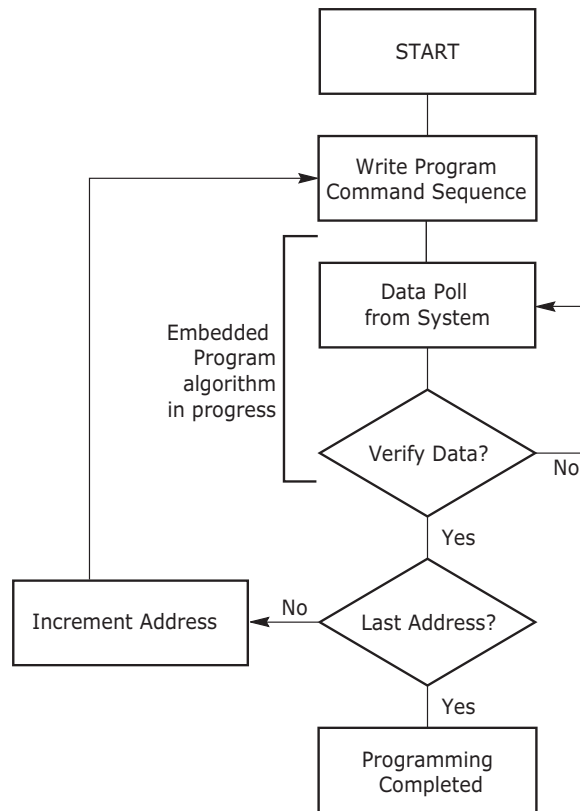 START
Write Program
Command Sequence
Data Poll
from System
Embedded
Program
algorithm
in progress
Verify Data?
No
Yes
Increment Address
No
Last Address?
Yes
Programming
Completed